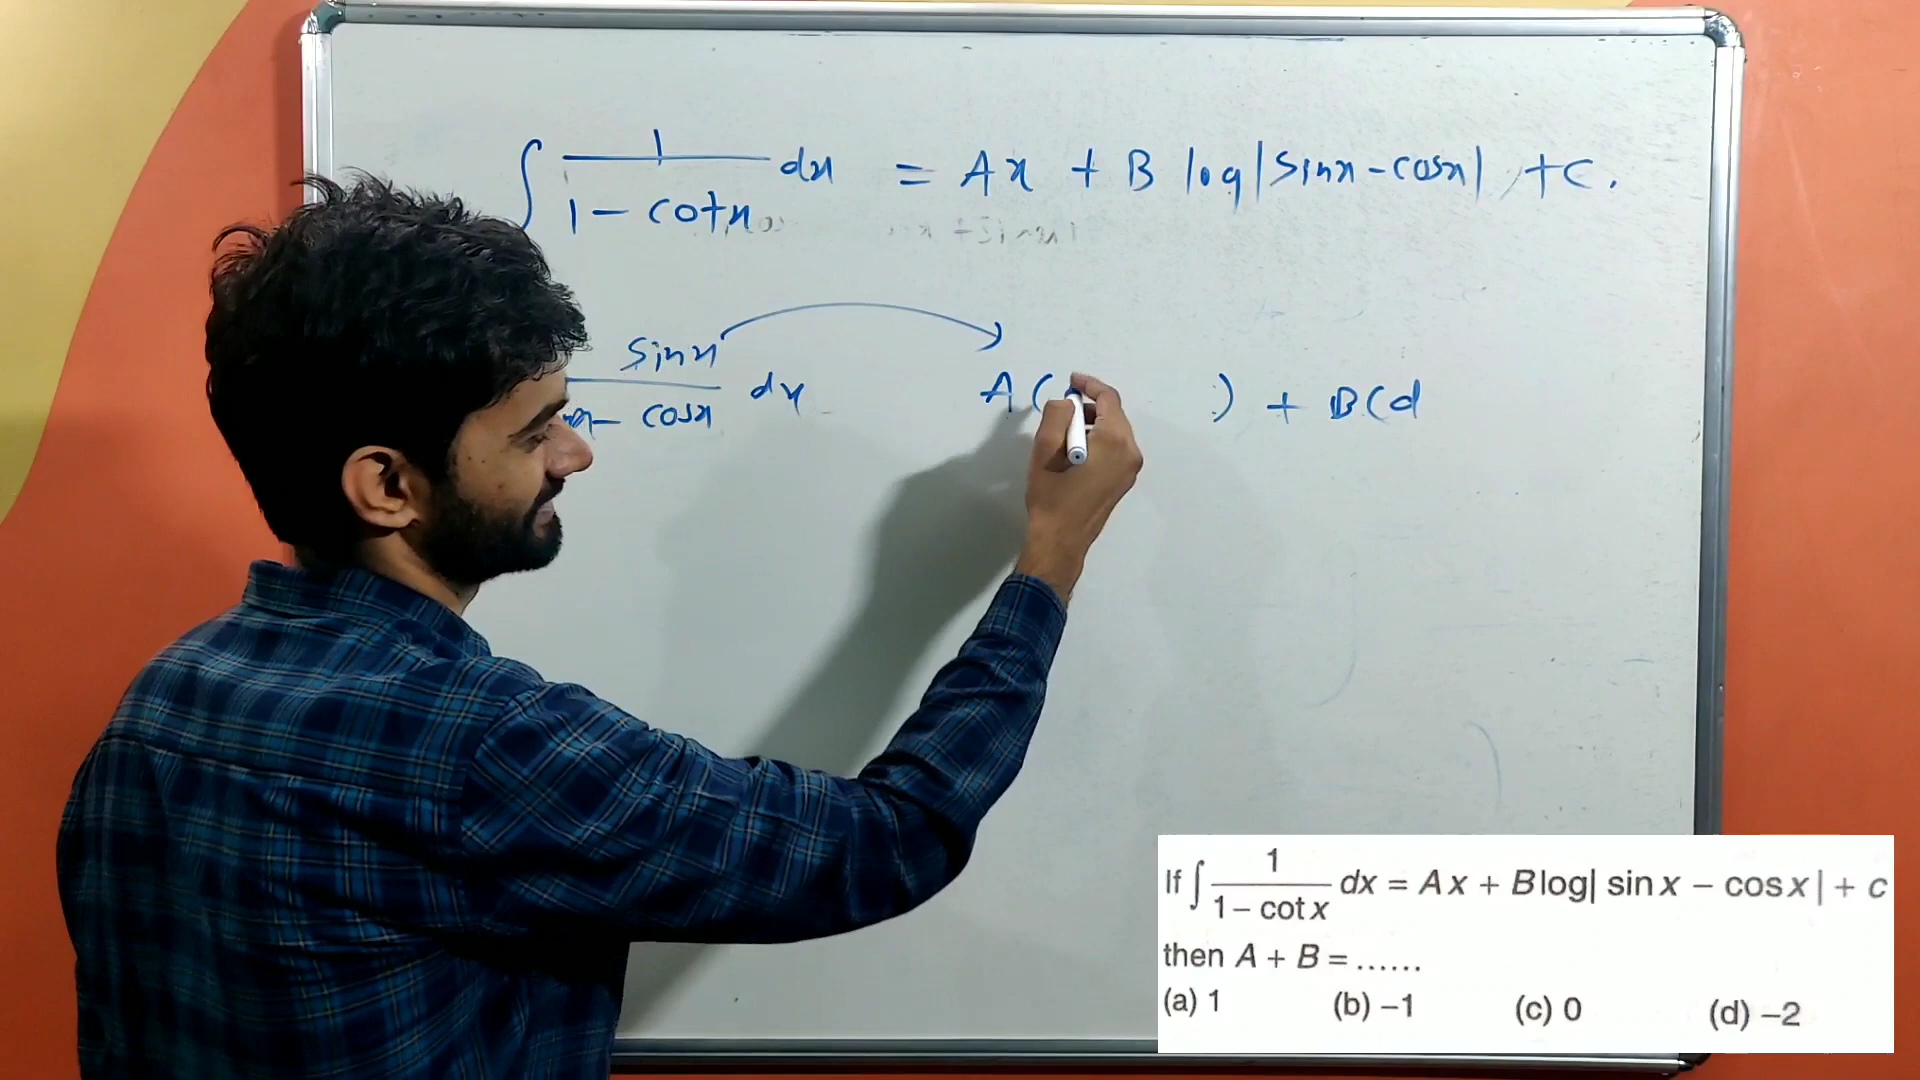 ∫ 1/(1 - cotx) dx = Ax + B log|sinx - cosx| + C.
sinx/( - cosx) dx A( ) + B(d
If ∫ 1/(1 – cot x) dx = Ax + Blog| sin x – cos x | + c
then A + B = ......
(a) 1 (b) –1 (c) 0 (d) –2